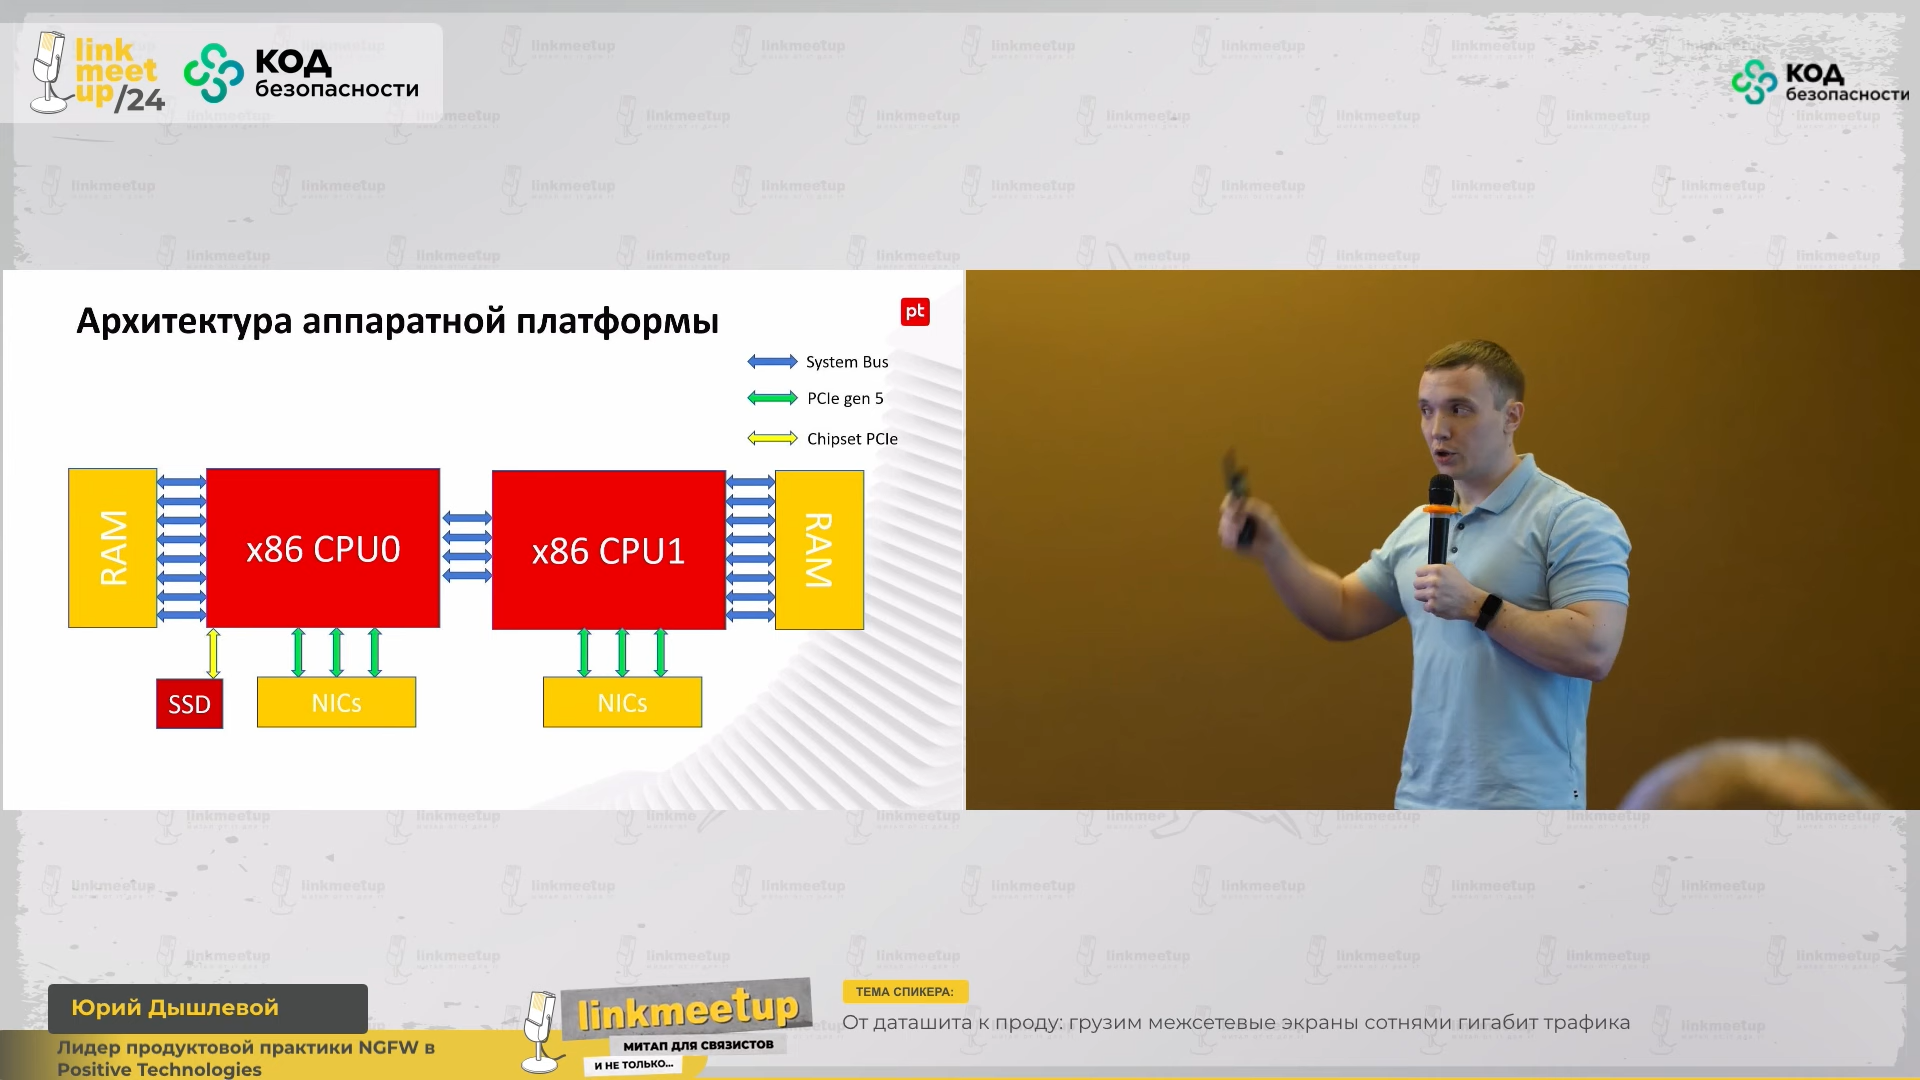 link
meet
up/24
КОД
безопасности
КОД
безопасности
Архитектура аппаратной платформы
pt
System Bus
PCIe gen 5
Chipset PCIe
RAM
x86 CPU0
x86 CPU1
RAM
SSD
NICs
NICs
Юрий Дышлевой
Лидер продуктовой практики NGFW в
Positive Technologies
linkmeetup
МИТАП ДЛЯ СВЯЗИСТОВ
И НЕ ТОЛЬКО...
ТЕМА СПИКЕРА:
От даташита к проду: грузим межсетевые экраны сотнями гигабит трафика